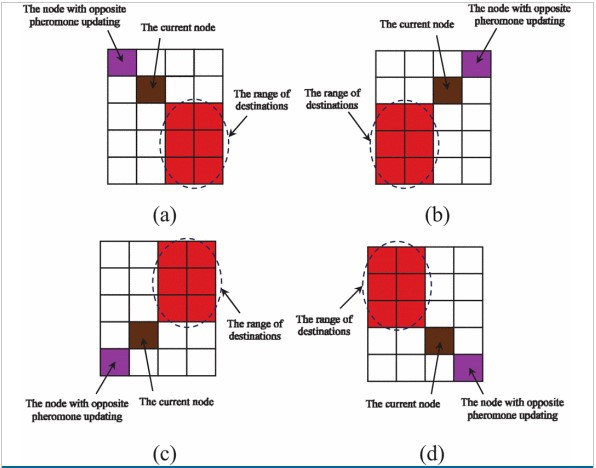 The node with opposite
pheromone updating
The current node
The range of
destinations
(a)
The node with opposite
pheromone updating
The current node
The range of
destinations
(b)
The range of
destinations
The node with opposite
pheromone updating
The current node
(c)
The range of
destinations
The current node
The node with opposite
pheromone updating
(d)